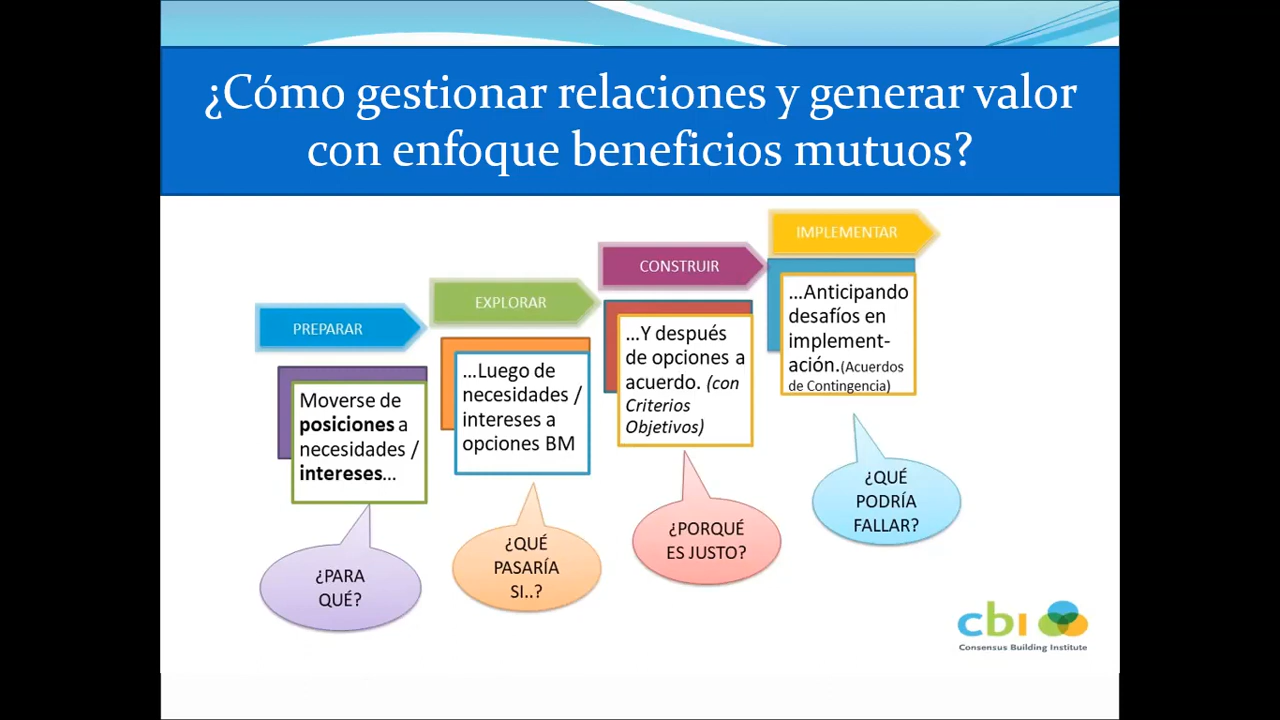 ¿Cómo gestionar relaciones y generar valor
con enfoque beneficios mutuos?
PREPARAR
Moverse de
posiciones a
necesidades /
intereses...
¿PARA
QUÉ?
EXPLORAR
...Luego de
necesidades /
intereses a
opciones BM
¿QUÉ
PASARÍA
SI..?
CONSTRUIR
...Y después
de opciones a
acuerdo. (con
Criterios
Objetivos)
¿PORQUÉ
ES JUSTO?
IMPLEMENTAR
...Anticipando
desafíos en
implement-
ación.(Acuerdos
de Contingencia)
¿QUÉ
PODRÍA
FALLAR?
cbi
Consensus Building Institute